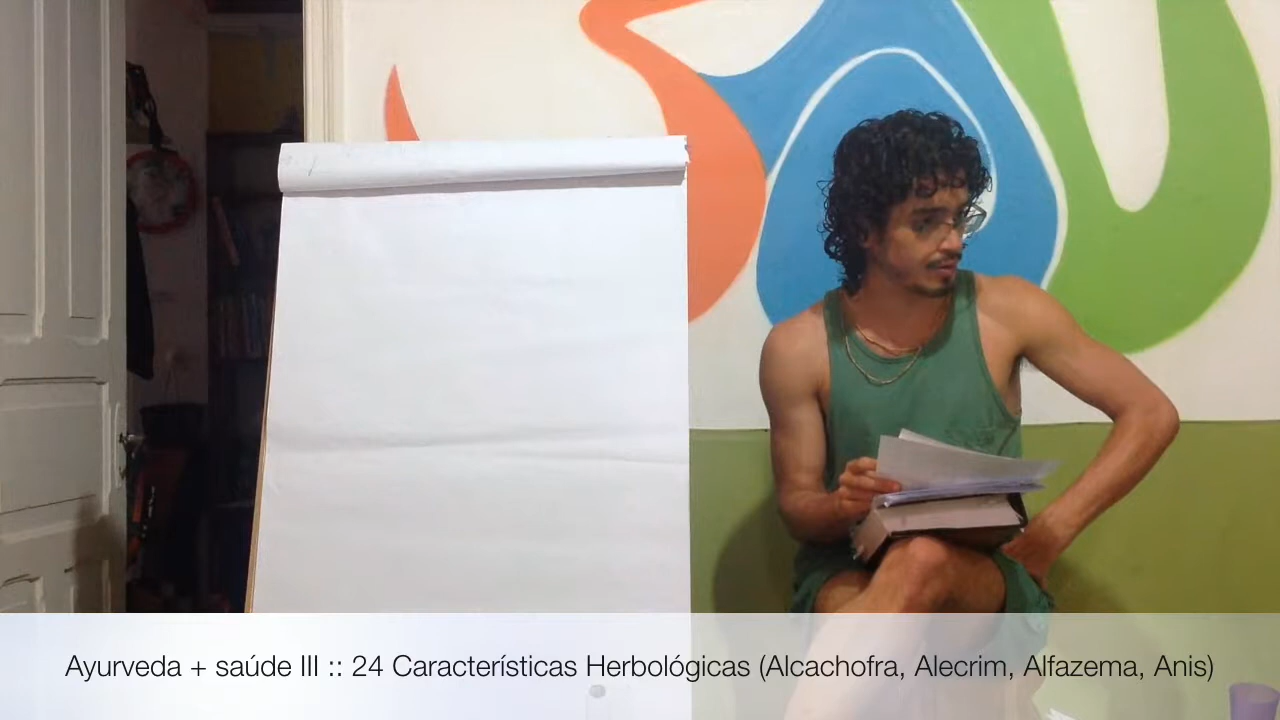 Ayurveda + saúde III :: 24 Características Herbológicas (Alcachofra, Alecrim, Alfazema, Anis)